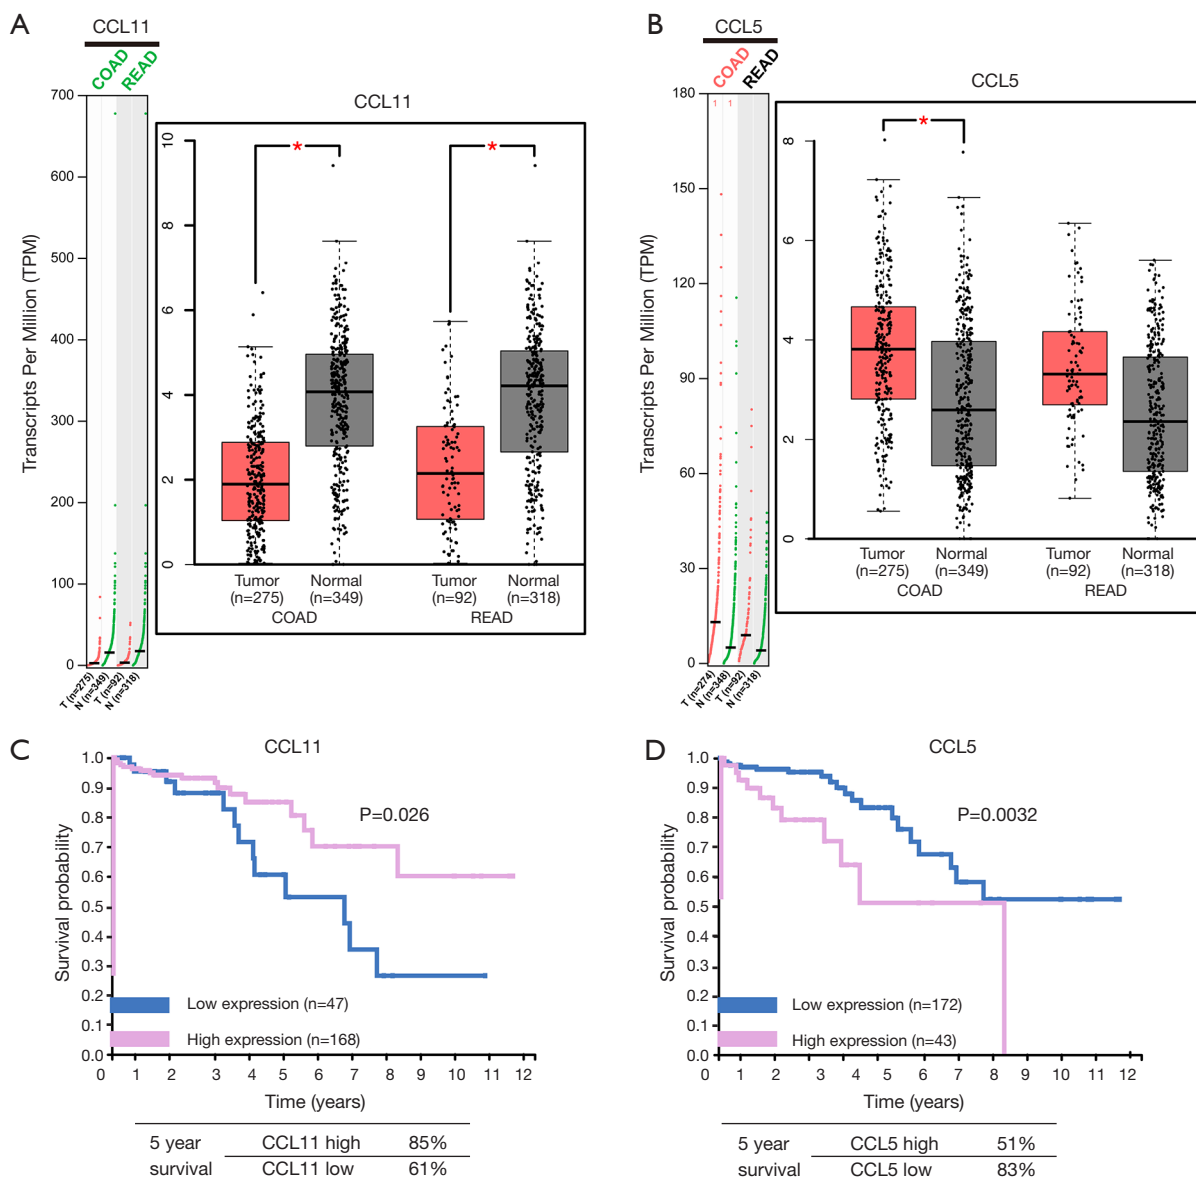 A
CCL11
COAD
READ
700
600
500
400
300
200
100
0
Transcripts Per Million (TPM)
T (n=275)
N (n=349)
T (n=92)
N (n=318)
CCL11
10
8
6
4
2
0
*
*
Tumor
(n=275)
Normal
(n=349)
Tumor
(n=92)
Normal
(n=318)
COAD
READ
B
CCL5
COAD
READ
180
150
120
90
60
30
0
Transcripts Per Million (TPM)
1
1
T (n=274)
N (n=348)
T (n=92)
N (n=318)
CCL5
8
6
4
2
0
*
Tumor
(n=275)
Normal
(n=349)
Tumor
(n=92)
Normal
(n=318)
COAD
READ
C
CCL11
1.0
0.9
0.8
0.7
0.6
0.5
0.4
0.3
0.2
0.1
0.0
Survival probability
P=0.026
Low expression (n=47)
High expression (n=168)
0 1 2 3 4 5 6 7 8 9 10 11 12
Time (years)
5 year survival
CCL11 high 85%
CCL11 low 61%
D
CCL5
1.0
0.9
0.8
0.7
0.6
0.5
0.4
0.3
0.2
0.1
0.0
Survival probability
P=0.0032
Low expression (n=172)
High expression (n=43)
0 1 2 3 4 5 6 7 8 9 10 11 12
Time (years)
5 year survival
CCL5 high 51%
CCL5 low 83%